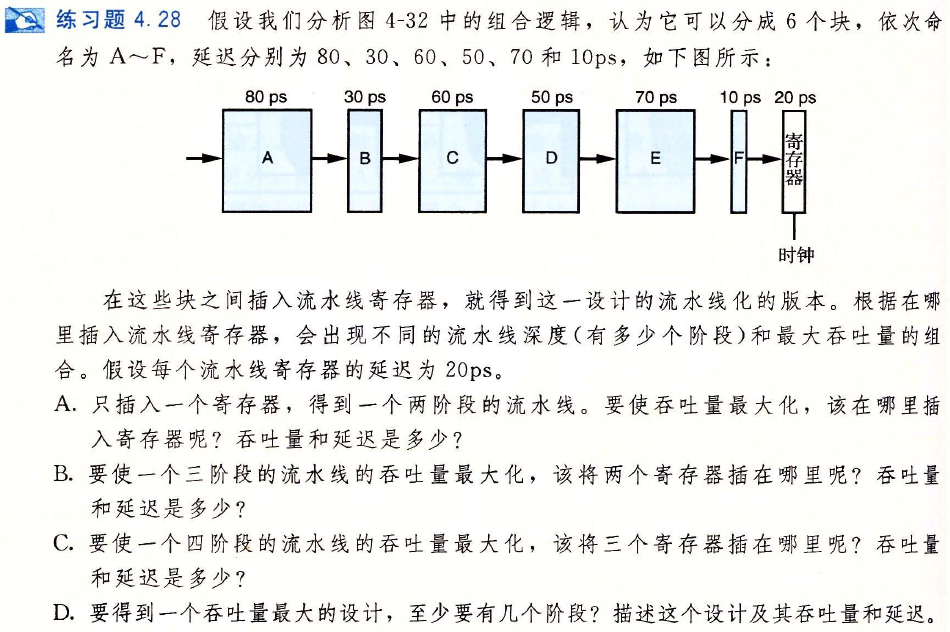 练习题 4.28 假设我们分析图 4-32 中的组合逻辑，认为它可以分成 6 个块，依次命
名为 A～F，延迟分别为 80、30、60、50、70 和 10ps，如下图所示：
80 ps 30 ps 60 ps 50 ps 70 ps 10 ps 20 ps
A B C D E F 寄存器
时钟
在这些块之间插入流水线寄存器，就得到这一设计的流水线化的版本。根据在哪
里插入流水线寄存器，会出现不同的流水线深度(有多少个阶段)和最大吞吐量的组
合。假设每个流水线寄存器的延迟为 20ps。
A. 只插入一个寄存器，得到一个两阶段的流水线。要使吞吐量最大化，该在哪里插
入寄存器呢？吞吐量和延迟是多少？
B. 要使一个三阶段的流水线的吞吐量最大化，该将两个寄存器插在哪里呢？吞吐量
和延迟是多少？
C. 要使一个四阶段的流水线的吞吐量最大化，该将三个寄存器插在哪里呢？吞吐量
和延迟是多少？
D. 要得到一个吞吐量最大的设计，至少要有几个阶段？描述这个设计及其吞吐量和延迟。